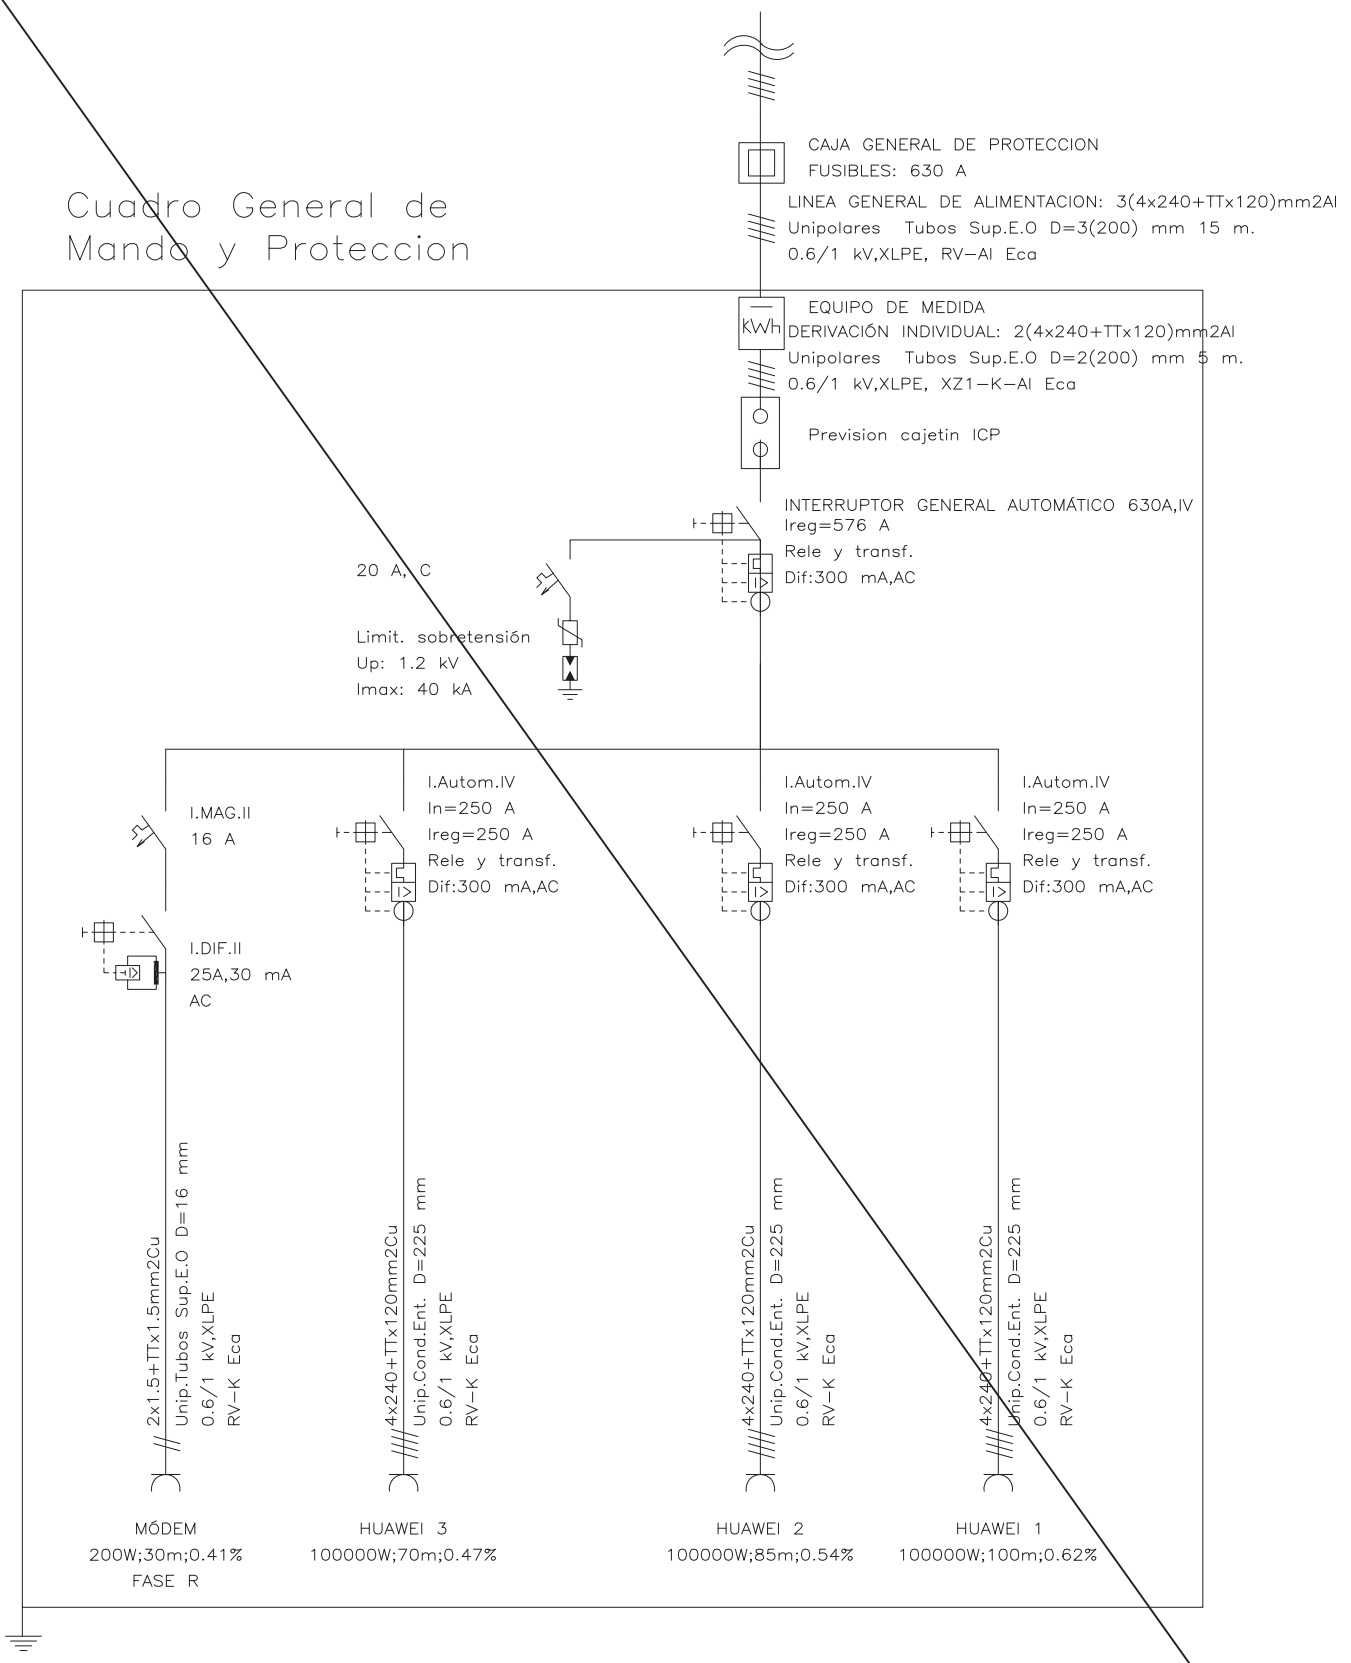 CAJA GENERAL DE PROTECCION
FUSIBLES: 630 A
LINEA GENERAL DE ALIMENTACION: 3(4x240+TTx120)mm2Al
Unipolares Tubos Sup.E.O D=3(200) mm 15 m.
0.6/1 kV,XLPE, RV-Al Eca
Cuadro General de
Mando y Proteccion
EQUIPO DE MEDIDA
kWh
DERIVACIÓN INDIVIDUAL: 2(4x240+TTx120)mm2Al
Unipolares Tubos Sup.E.O D=2(200) mm 5 m.
0.6/1 kV,XLPE, XZ1-K-Al Eca
Prevision cajetin ICP
INTERRUPTOR GENERAL AUTOMÁTICO 630A,IV
Ireg=576 A
Rele y transf.
Dif:300 mA,AC
20 A, C
Limit. sobretensión
Up: 1.2 kV
Imax: 40 kA
I.MAG.II
16 A
I.DIF.II
25A,30 mA
AC
I.Autom.IV
In=250 A
Ireg=250 A
Rele y transf.
Dif:300 mA,AC
I.Autom.IV
In=250 A
Ireg=250 A
Rele y transf.
Dif:300 mA,AC
I.Autom.IV
In=250 A
Ireg=250 A
Rele y transf.
Dif:300 mA,AC
2x1.5+TTx1.5mm2Cu
Unip.Tubos Sup.E.O D=16 mm
0.6/1 kV,XLPE
RV-K Eca
4x240+TTx120mm2Cu
Unip.Cond.Ent. D=225 mm
0.6/1 kV,XLPE
RV-K Eca
4x240+TTx120mm2Cu
Unip.Cond.Ent. D=225 mm
0.6/1 kV,XLPE
RV-K Eca
4x240+TTx120mm2Cu
Unip.Cond.Ent. D=225 mm
0.6/1 kV,XLPE
RV-K Eca
MÓDEM
200W;30m;0.41%
FASE R
HUAWEI 3
100000W;70m;0.47%
HUAWEI 2
100000W;85m;0.54%
HUAWEI 1
100000W;100m;0.62%